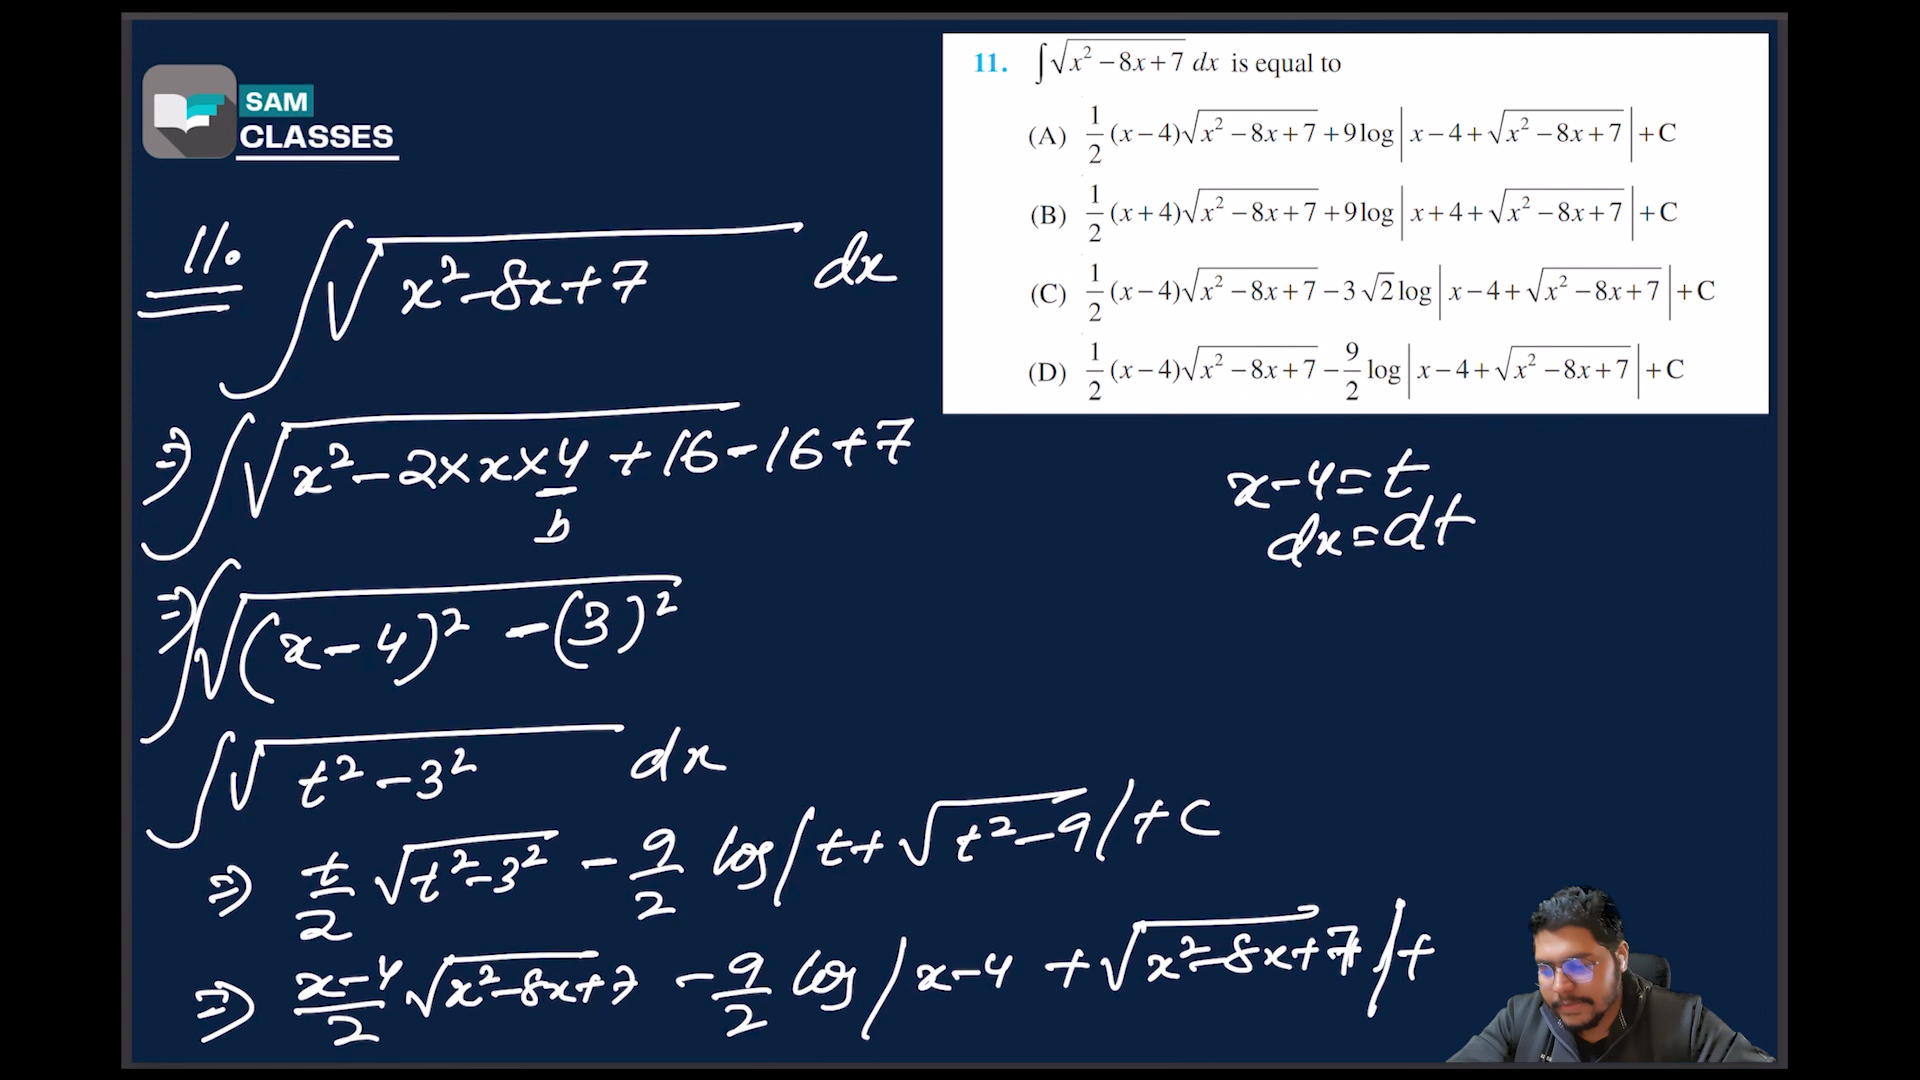 SAM
CLASSES
11. ∫√(x² − 8x + 7) dx is equal to
(A) 1/2 (x − 4)√(x² − 8x + 7) + 9 log |x − 4 + √(x² − 8x + 7)| + C
(B) 1/2 (x + 4)√(x² − 8x + 7) + 9 log |x + 4 + √(x² − 8x + 7)| + C
(C) 1/2 (x − 4)√(x² − 8x + 7) − 3√2 log |x − 4 + √(x² − 8x + 7)| + C
(D) 1/2 (x − 4)√(x² − 8x + 7) − 9/2 log |x − 4 + √(x² − 8x + 7)| + C
11. ∫√(x² − 8x + 7) dx
⇒ ∫√(x² − 2 × x × 4 + 16 − 16 + 7)
b
⇒ ∫√((x − 4)² − (3)²)
∫√(t² − 3²) dx
⇒ t/2 √(t² − 3²) − 9/2 log |t + √(t² − 9)| + C
⇒ (x − 4)/2 √(x² − 8x + 7) − 9/2 log |x − 4 + √(x² − 8x + 7)| +
x − 4 = t
dx = dt